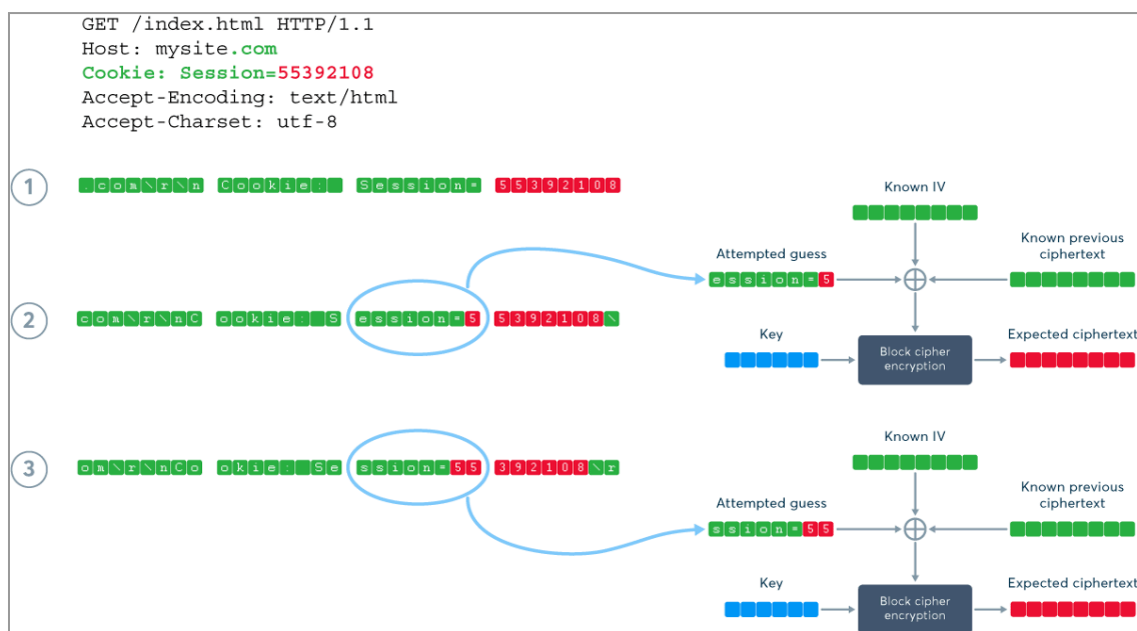 GET /index.html HTTP/1.1
Host: mysite.com
Cookie: Session=55392108
Accept-Encoding: text/html
Accept-Charset: utf-8
1
.com\r\n Cookie: Session= 55392108
Known IV
Attempted guess
Known previous
ciphertext
ession=5
2
com\r\nC ookie: S ession=5 5392108\
Key
Block cipher
encryption
Expected ciphertext
3
om\r\nCo okie: Se ssion=55 392108\r
Known IV
Attempted guess
Known previous
ciphertext
ssion=55
Key
Block cipher
encryption
Expected ciphertext